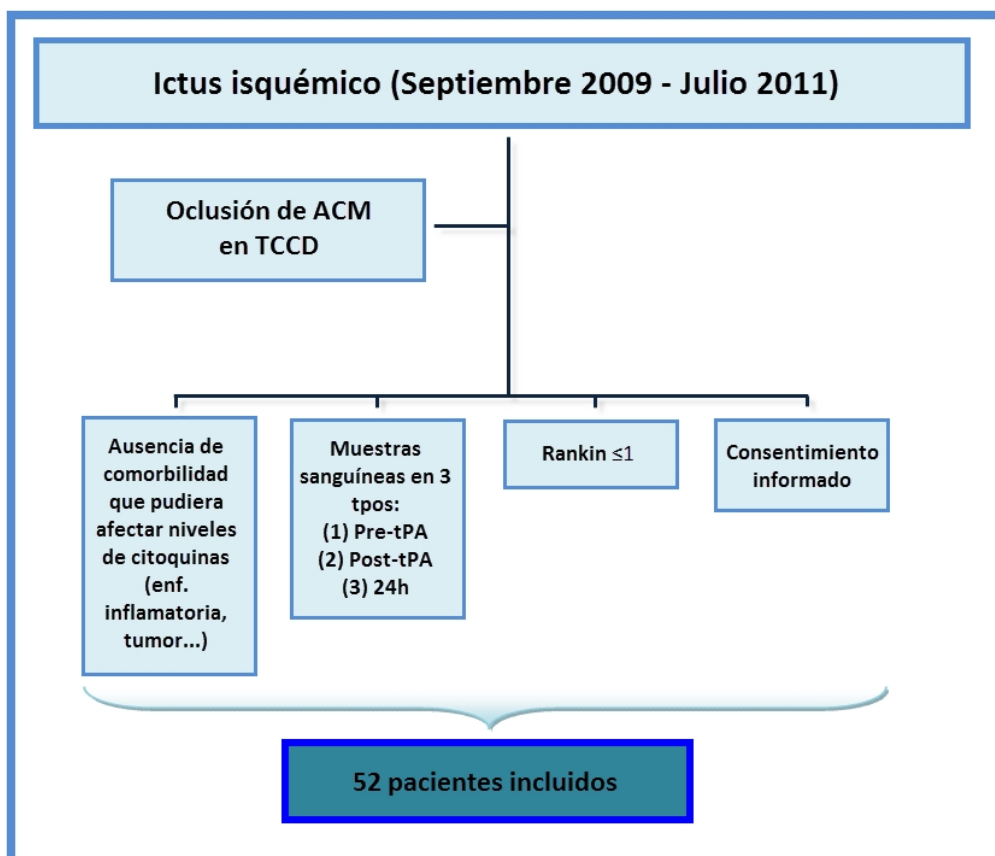 Ictus isquémico (Septiembre 2009 - Julio 2011)
Oclusión de ACM
en TCCD
Ausencia de
comorbilidad
que pudiera
afectar niveles
de citoquinas
(enf.
inflamatoria,
tumor...)
Muestras
sanguíneas en 3
tpos:
(1) Pre-tPA
(2) Post-tPA
(3) 24h
Rankin ≤1
Consentimiento
informado
52 pacientes incluidos